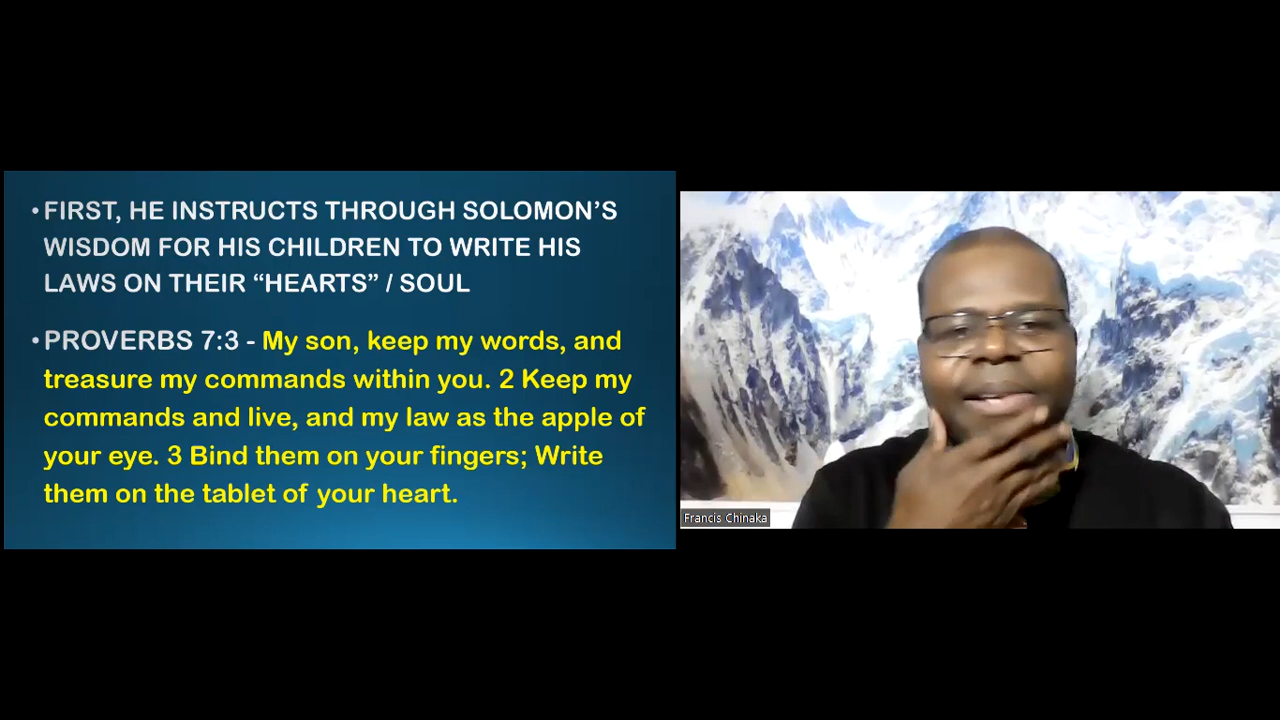 •FIRST, HE INSTRUCTS THROUGH SOLOMON’S
WISDOM FOR HIS CHILDREN TO WRITE HIS
LAWS ON THEIR “HEARTS” / SOUL
•PROVERBS 7:3 - My son, keep my words, and
treasure my commands within you. 2 Keep my
commands and live, and my law as the apple of
your eye. 3 Bind them on your fingers; Write
them on the tablet of your heart.
Francis Chinaka